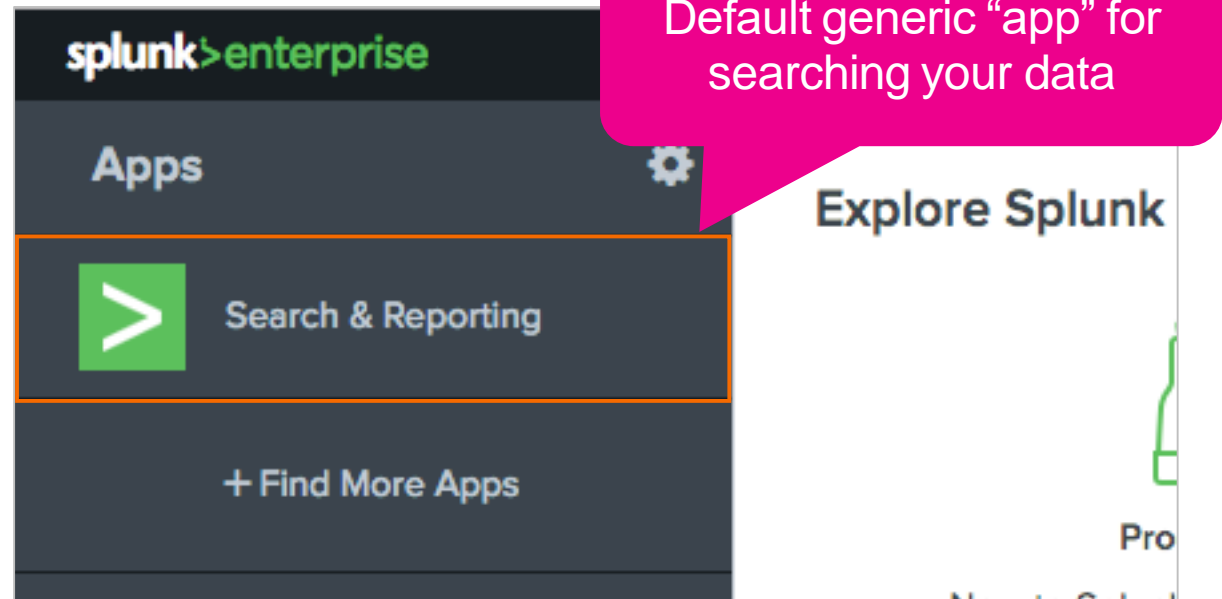 Default generic “app” for
searching your data
splunk>enterprise
Apps
Explore Splunk
Search & Reporting
+ Find More Apps
Pro